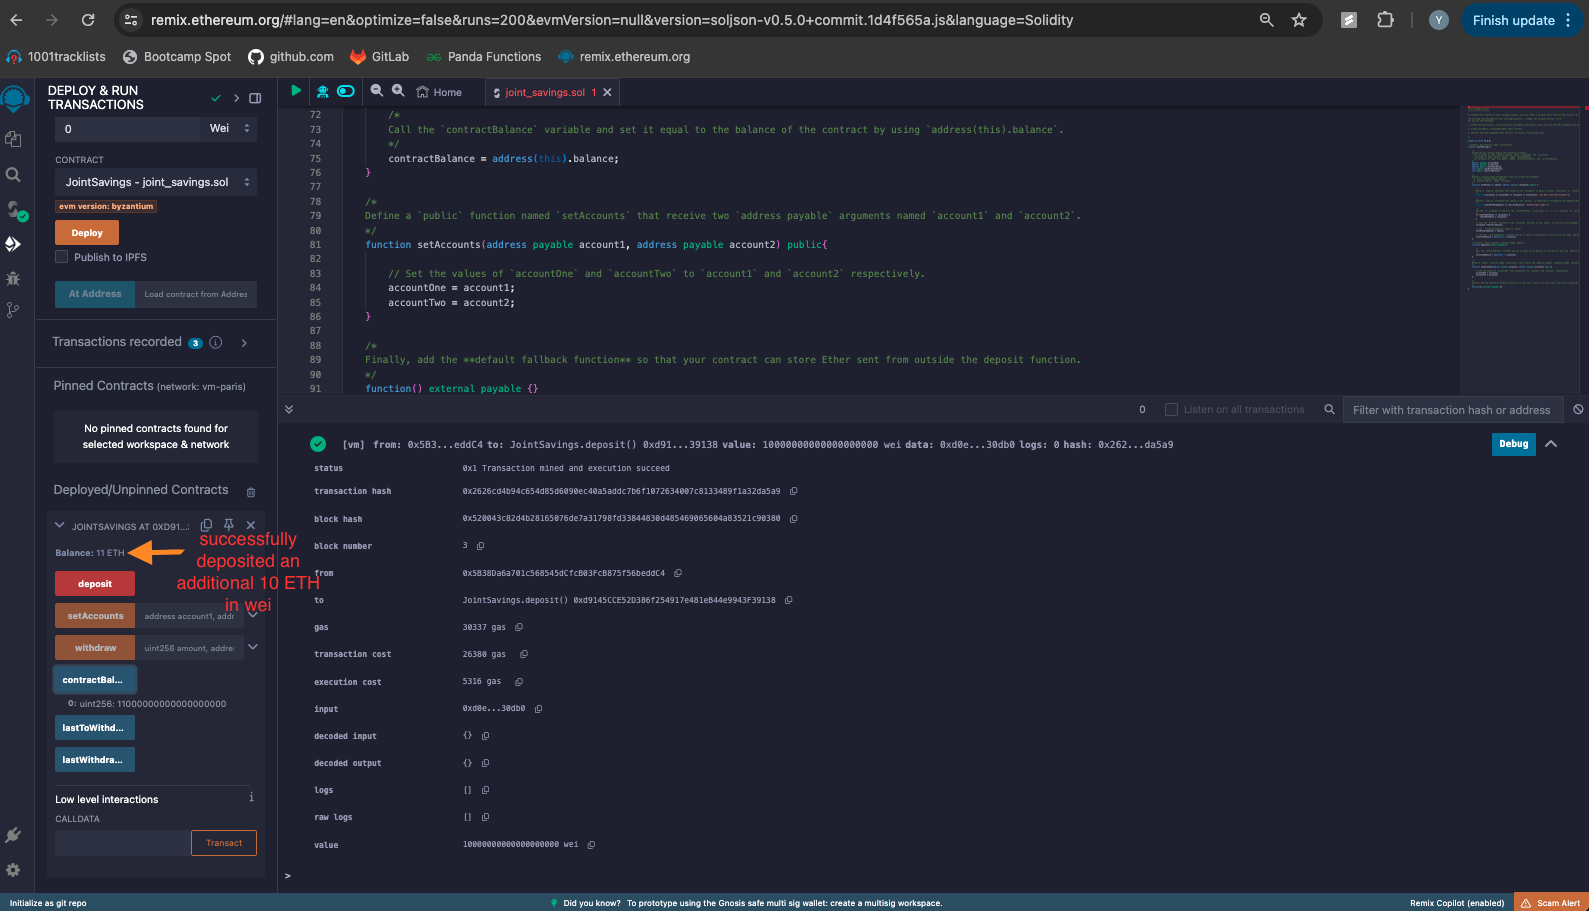 remix.ethereum.org/#lang=en&optimize=false&runs=200&evmVersion=null&version=soljson-v0.5.0+commit.1d4f565a.js&language=Solidity
Y
Finish update
1001tracklists
Bootcamp Spot
github.com
GitLab
Panda Functions
remix.ethereum.org
DEPLOY & RUN
TRANSACTIONS
0
Wei
CONTRACT
JointSavings - joint_savings.sol
evm version: byzantium
Deploy
Publish to IPFS
At Address
Load contract from Addres
Transactions recorded 3
Pinned Contracts (network: vm-paris)
No pinned contracts found for
selected workspace & network
Deployed/Unpinned Contracts
JOINTSAVINGS AT 0XD91...
Balance: 11 ETH
successfully
deposited an
additional 10 ETH
in wei
deposit
setAccounts
address account1, addr
withdraw
uint256 amount, addre
contractBal...
0: uint256: 11000000000000000000
lastToWithd...
lastWithdra...
Low level interactions
CALLDATA
Transact
Home
joint_savings.sol 1
72 /*
73 Call the `contractBalance` variable and set it equal to the balance of the contract by using `address(this).balance`.
74 */
75 contractBalance = address(this).balance;
76 }
77
78 /*
79 Define a `public` function named `setAccounts` that receive two `address payable` arguments named `account1` and `account2`.
80 */
81 function setAccounts(address payable account1, address payable account2) public{
82
83 // Set the values of `accountOne` and `accountTwo` to `account1` and `account2` respectively.
84 accountOne = account1;
85 accountTwo = account2;
86 }
87
88 /*
89 Finally, add the **default fallback function** so that your contract can store Ether sent from outside the deposit function.
90 */
91 function() external payable {}
0
Listen on all transactions
Filter with transaction hash or address
[vm] from: 0x5B3...eddC4 to: JointSavings.deposit() 0xd91...39138 value: 10000000000000000000 wei data: 0xd0e...30db0 logs: 0 hash: 0x262...da5a9
Debug
status 0x1 Transaction mined and execution succeed
transaction hash 0x2626cd4b94c654d85d6090ec40a5addc7b6f1072634007c8133489f1a32da5a9
block hash 0x520043c82d4b28165076de7a31798fd33844830d485469065604a83521c90380
block number 3
from 0x5B38Da6a701c568545dCfcB03FcB875f56beddC4
to JointSavings.deposit() 0xd9145CCE52D386f254917e481eB44e9943F39138
gas 30337 gas
transaction cost 26380 gas
execution cost 5316 gas
input 0xd0e...30db0
decoded input {}
decoded output {}
logs []
raw logs []
value 10000000000000000000 wei
>
Initialize as git repo
Did you know? To prototype using the Gnosis safe multi sig wallet: create a multisig workspace.
Remix Copilot (enabled)
Scam Alert